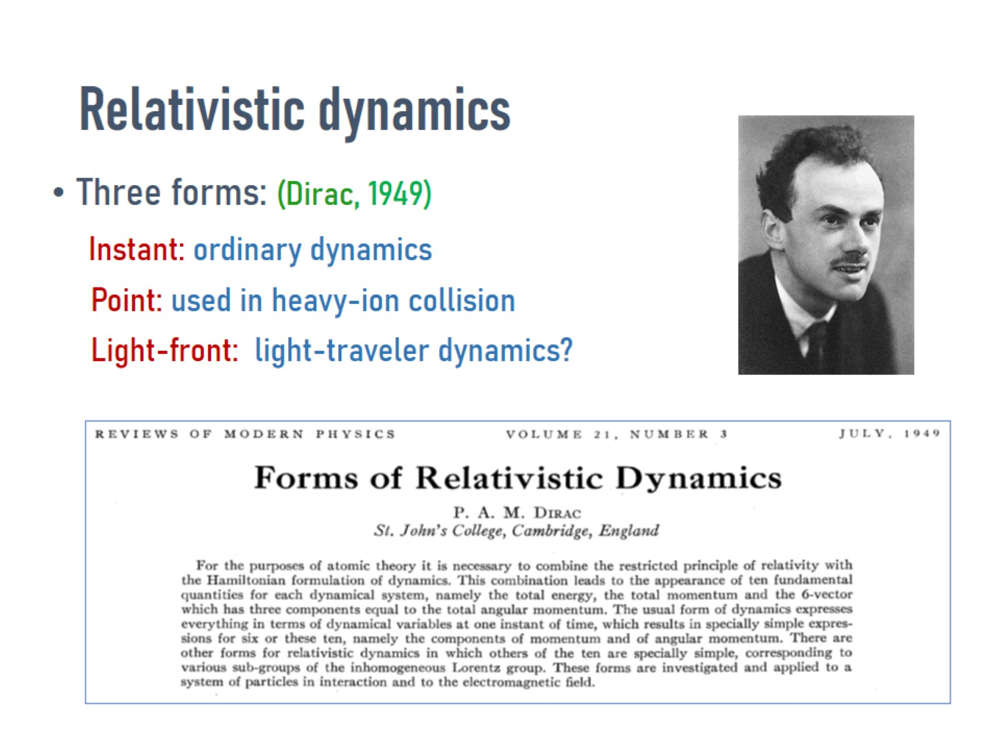 Relativistic dynamics
• Three forms: (Dirac, 1949)
Instant: ordinary dynamics
Point: used in heavy-ion collision
Light-front: light-traveler dynamics?
REVIEWS OF MODERN PHYSICS VOLUME 21, NUMBER 3 JULY, 1949
Forms of Relativistic Dynamics
P. A. M. DIRAC
St. John's College, Cambridge, England
For the purposes of atomic theory it is necessary to combine the restricted principle of relativity with
the Hamiltonian formulation of dynamics. This combination leads to the appearance of ten fundamental
quantities for each dynamical system, namely the total energy, the total momentum and the 6-vector
which has three components equal to the total angular momentum. The usual form of dynamics expresses
everything in terms of dynamical variables at one instant of time, which results in specially simple expres-
sions for six or these ten, namely the components of momentum and of angular momentum. There are
other forms for relativistic dynamics in which others of the ten are specially simple, corresponding to
various sub-groups of the inhomogeneous Lorentz group. These forms are investigated and applied to a
system of particles in interaction and to the electromagnetic field.